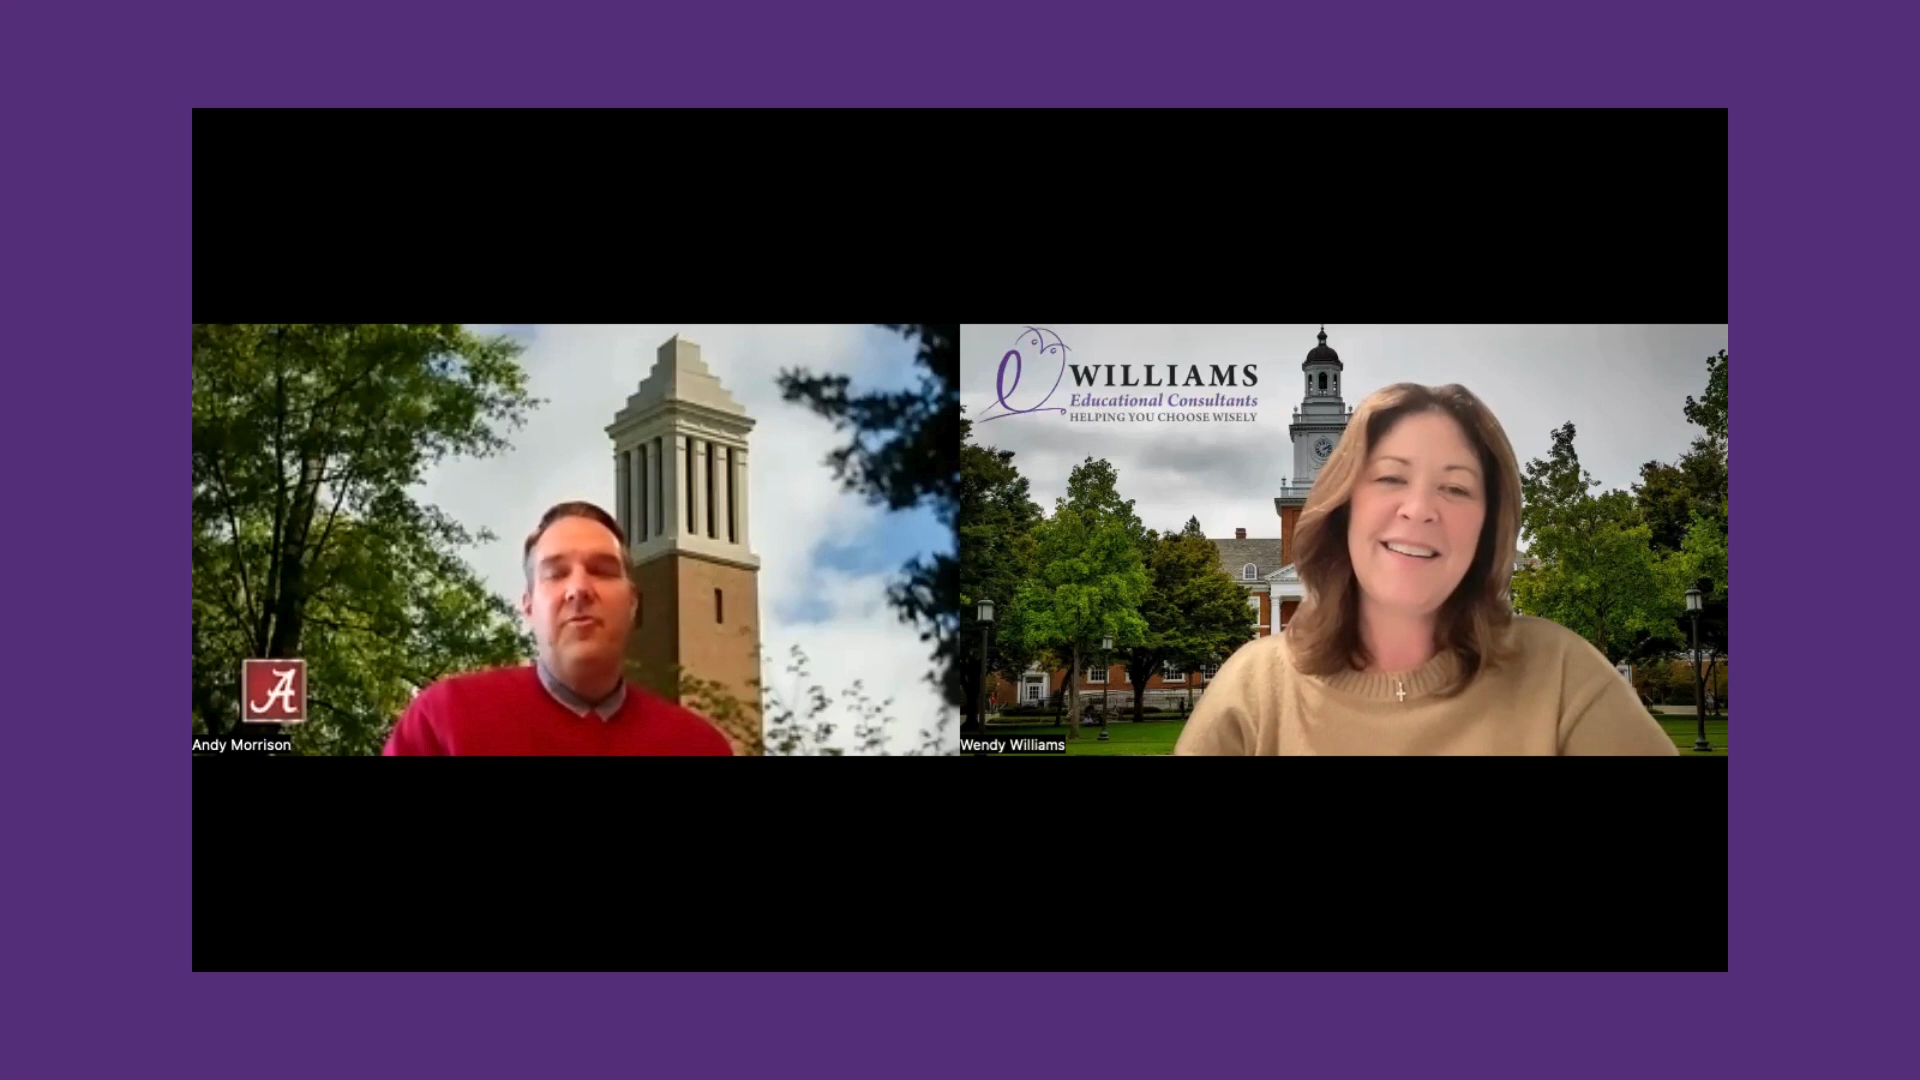 WILLIAMS
Educational Consultants
HELPING YOU CHOOSE WISELY
A
Andy Morrison
Wendy Williams